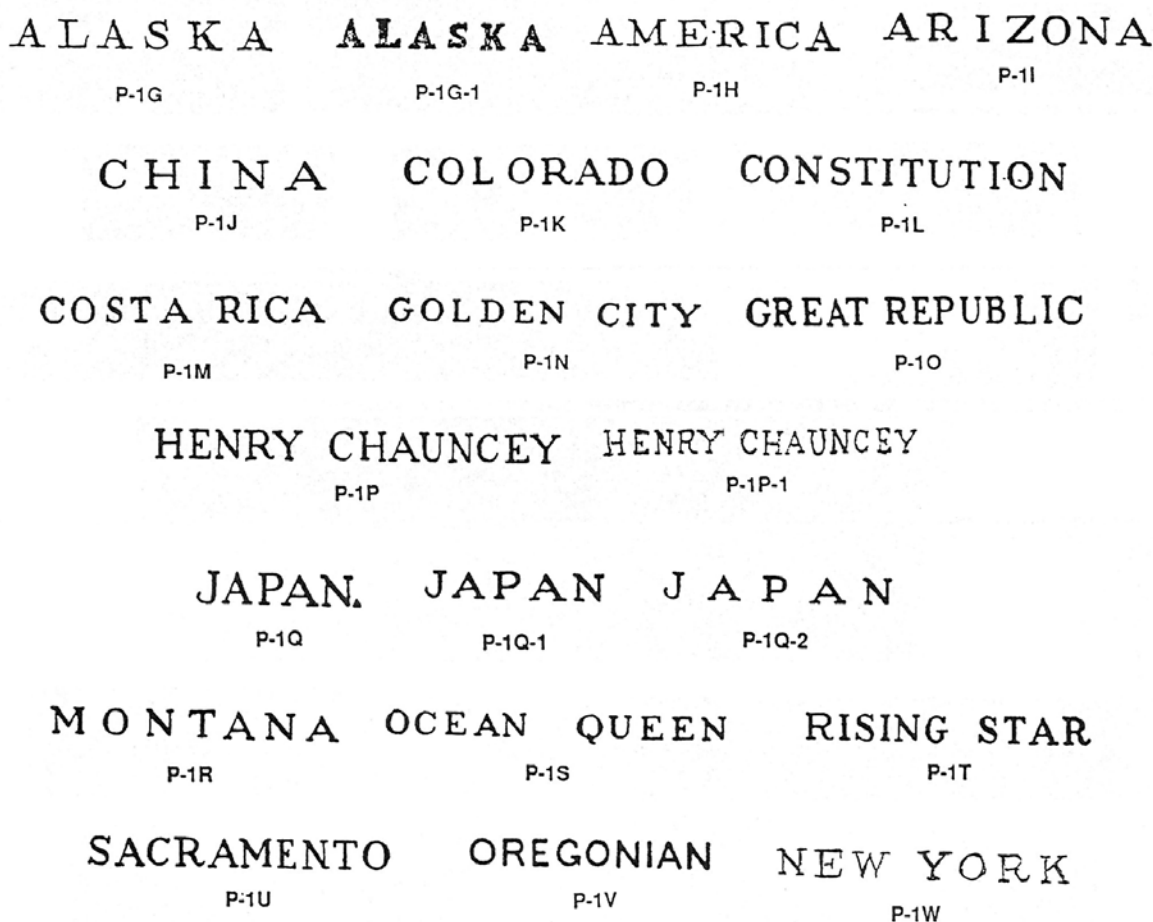 ALASKA ALASKA AMERICA ARIZONA
P-1G P-1G-1 P-1H P-1I
CHINA COLORADO CONSTITUTION
P-1J P-1K P-1L
COSTA RICA GOLDEN CITY GREAT REPUBLIC
P-1M P-1N P-1O
HENRY CHAUNCEY HENRY CHAUNCEY
P-1P P-1P-1
JAPAN. JAPAN JAPAN
P-1Q P-1Q-1 P-1Q-2
MONTANA OCEAN QUEEN RISING STAR
P-1R P-1S P-1T
SACRAMENTO OREGONIAN NEW YORK
P-1U P-1V P-1W